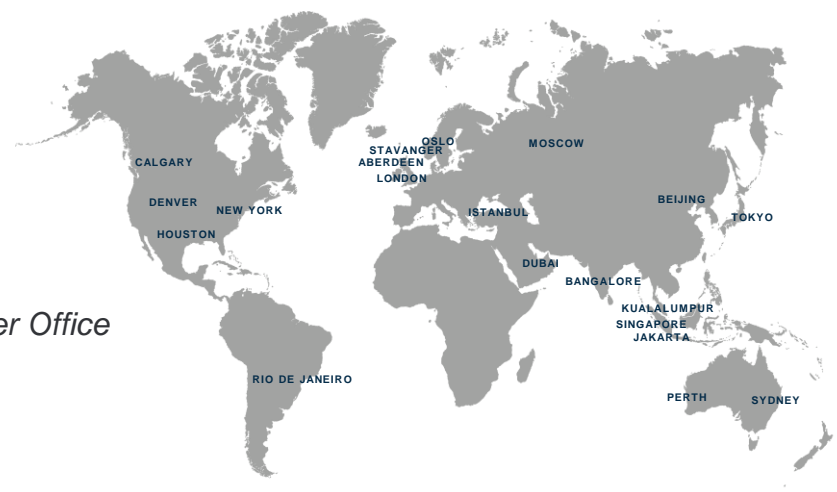 OSLO
MOSCOW
STAVANGER
CALGARY
ABERDEEN
LONDON
DENVER
BEIJING
NEW YORK
ISTANBUL
TOKYO
HOUSTON
DUBAI
BANGALORE
KUALALUMPUR
er Office
SINGAPORE
JAKARTA
RIO DE JANEIRO
PERTH
SYDNEY